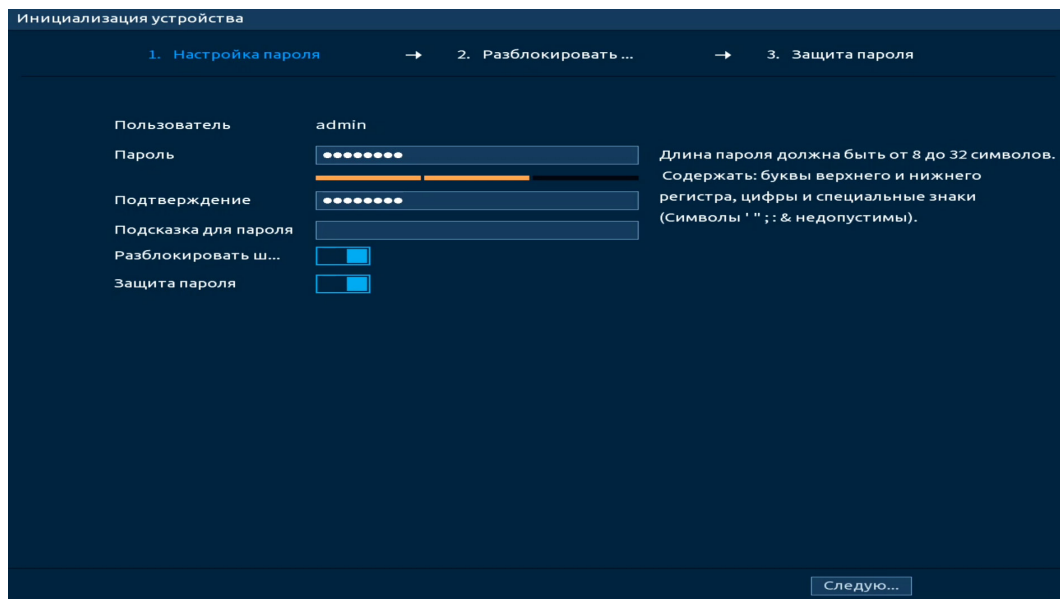 Инициализация устройства
1. Настройка пароля → 2. Разблокировать ... → 3. Защита пароля
Пользователь admin
Пароль ●●●●●●●● Длина пароля должна быть от 8 до 32 символов.
Содержать: буквы верхнего и нижнего
Подтверждение ●●●●●●●● регистра, цифры и специальные знаки
(Символы ' " ; : & недопустимы).
Подсказка для пароля
Разблокировать ш...
Защита пароля
Следую...